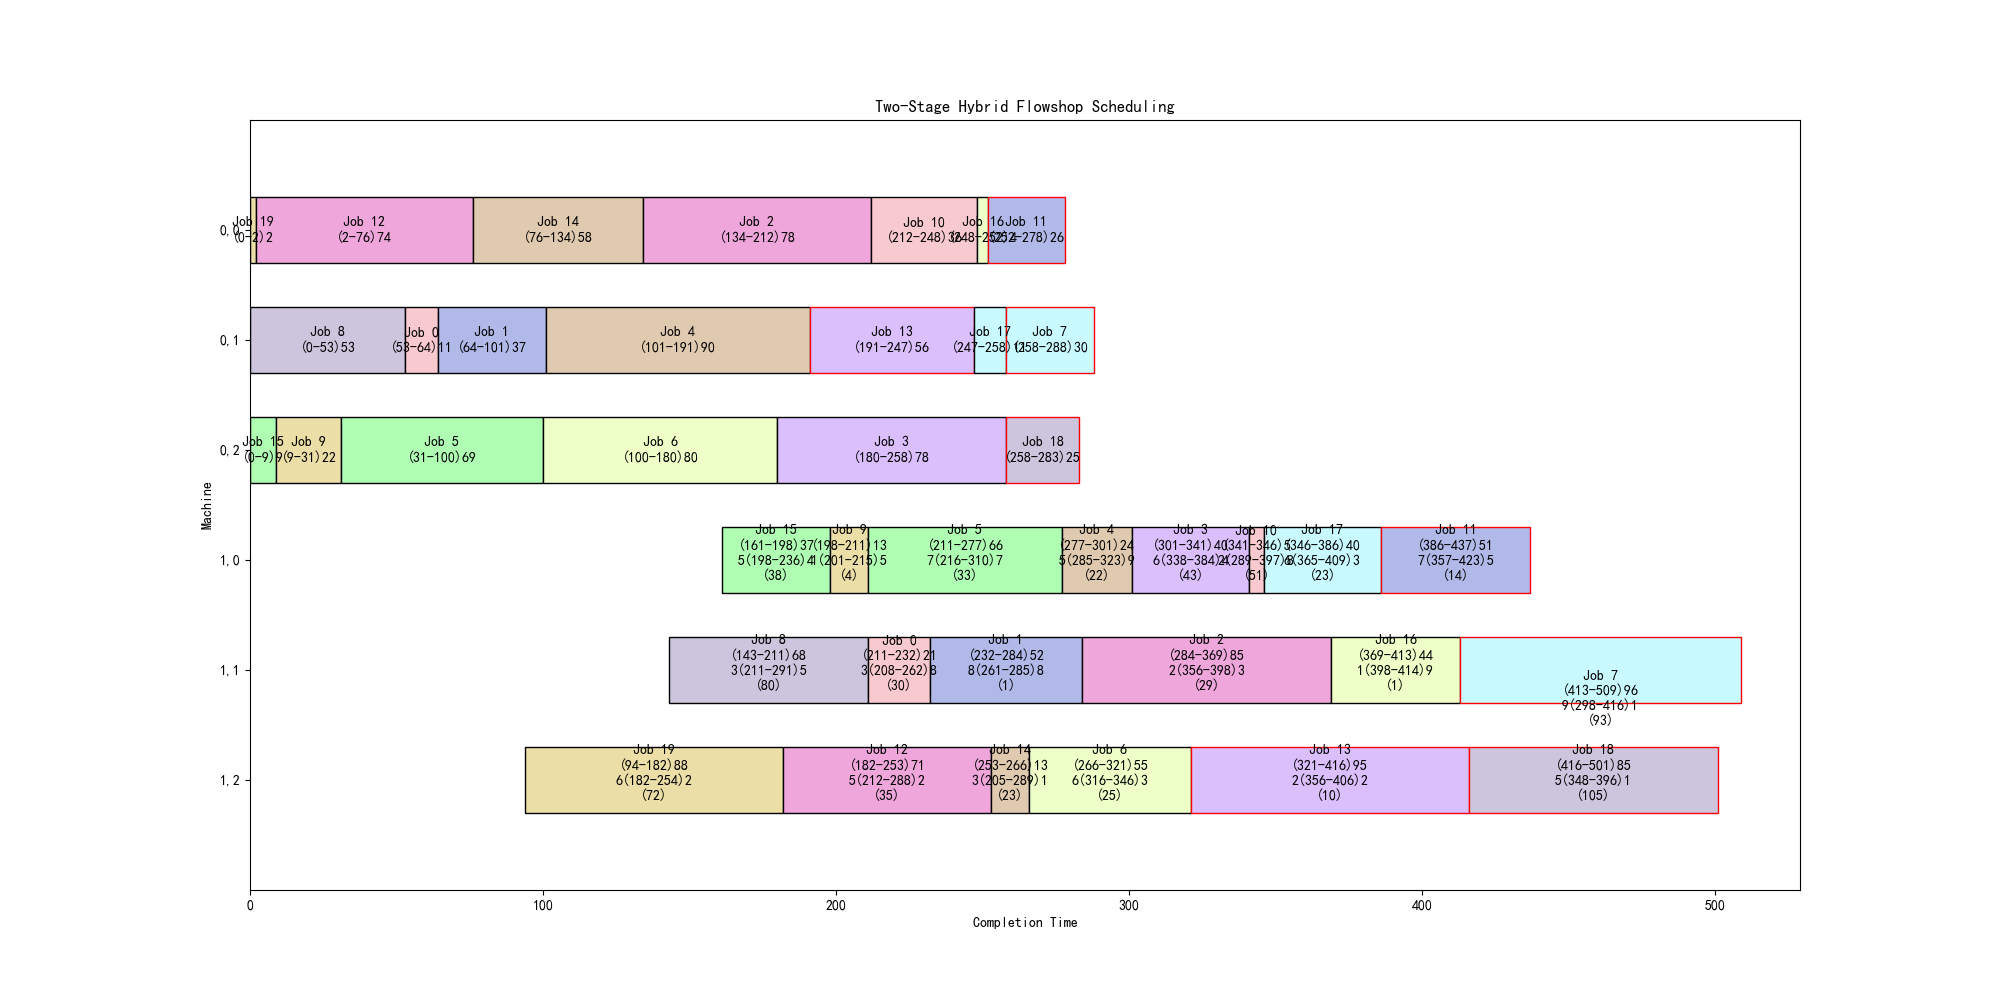 Two-Stage Hybrid Flowshop Scheduling
Machine
0,0
Job 19
(0-2)2
Job 12
(2-76)74
Job 14
(76-134)58
Job 2
(134-212)78
Job 10
(212-248)36
Job 16
(248-252)4
Job 11
(252-278)26
0,1
Job 8
(0-53)53
Job 0
(53-64)11
Job 1
(64-101)37
Job 4
(101-191)90
Job 13
(191-247)56
Job 17
(247-258)11
Job 7
(258-288)30
0,2
Job 15
(0-9)9
Job 9
(9-31)22
Job 5
(31-100)69
Job 6
(100-180)80
Job 3
(180-258)78
Job 18
(258-283)25
1,0
Job 15
(161-198)37
5(198-236)4
(38)
Job 9
(198-211)13
1(201-215)5
(4)
Job 5
(211-277)66
7(216-310)7
(33)
Job 4
(277-301)24
5(285-323)9
(22)
Job 3
(301-341)40
(43)
Job 10
(341-346)5
(51)
Job 17
(346-386)40
(23)
Job 11
(386-437)51
7(357-423)5
(14)
1,1
Job 8
(143-211)68
3(211-291)5
(80)
Job 0
(211-232)21
3(208-262)8
(30)
Job 1
(232-284)52
8(261-285)8
(1)
Job 2
(284-369)85
2(356-398)3
(29)
Job 16
(369-413)44
1(398-414)9
(1)
Job 7
(413-509)96
9(298-416)1
(93)
1,2
Job 19
(94-182)88
6(182-254)2
(72)
Job 12
(182-253)71
5(212-288)2
(35)
Job 14
(253-266)13
3(205-289)1
(23)
Job 6
(266-321)55
6(316-346)3
(25)
Job 13
(321-416)95
2(356-406)2
(10)
Job 18
(416-501)85
5(348-396)1
(105)
0
100
200
300
400
500
Completion Time